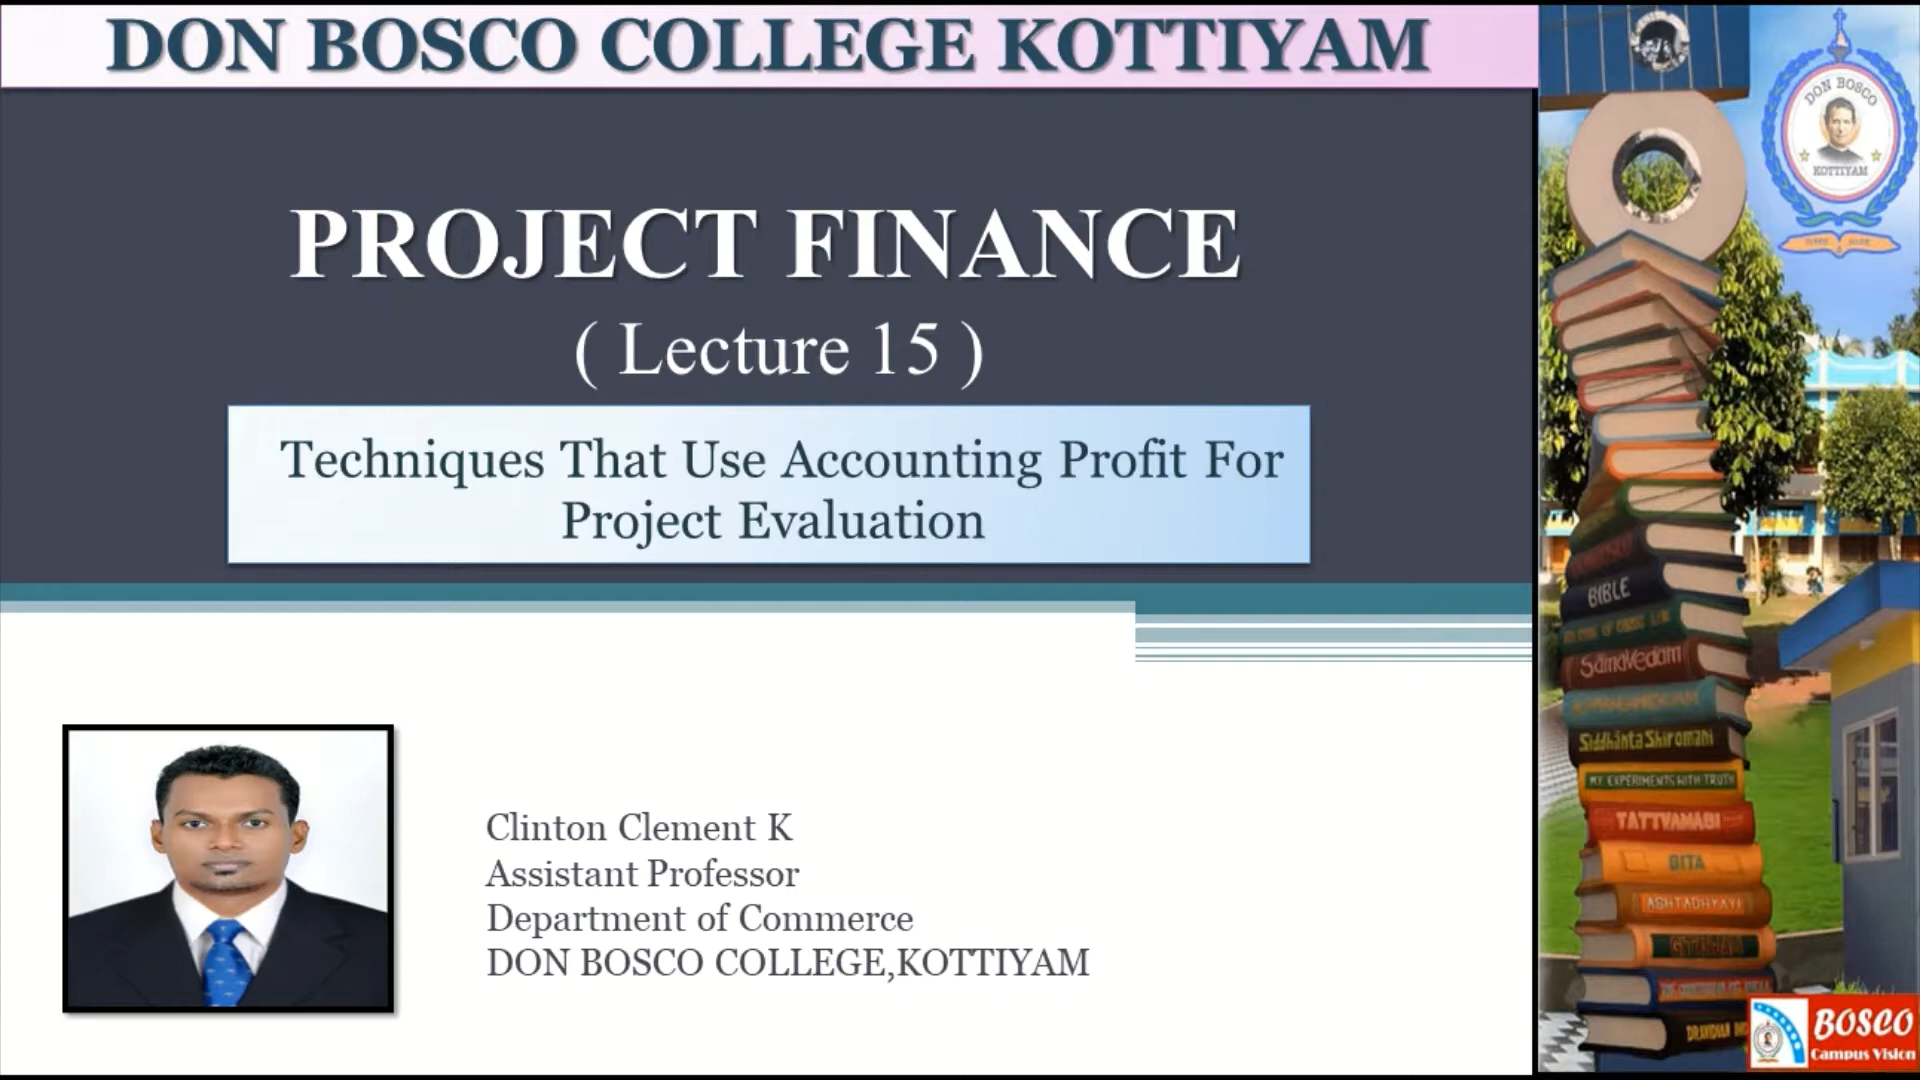 DON BOSCO COLLEGE KOTTIYAM
PROJECT FINANCE
( Lecture 15 )
Techniques That Use Accounting Profit For
Project Evaluation
Clinton Clement K
Assistant Professor
Department of Commerce
DON BOSCO COLLEGE,KOTTIYAM
DON BOSCO
KOTTIYAM
BIBLE
SamaVedam
Siddhanta Shiromani
MY EXPERIMENTS WITH TRUTH
GITA
ASHTADHYAYI
BOSCO
Campus Vision